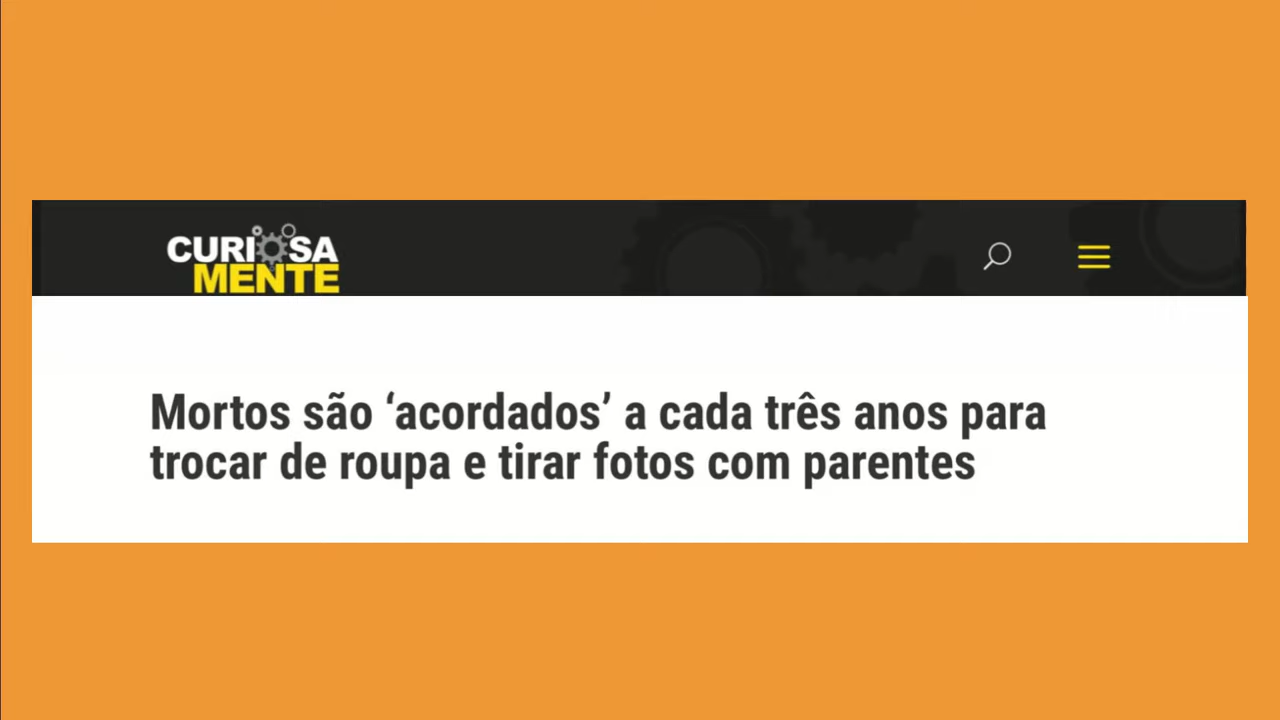 CURIOSA
MENTE
Mortos são ‘acordados’ a cada três anos para
trocar de roupa e tirar fotos com parentes